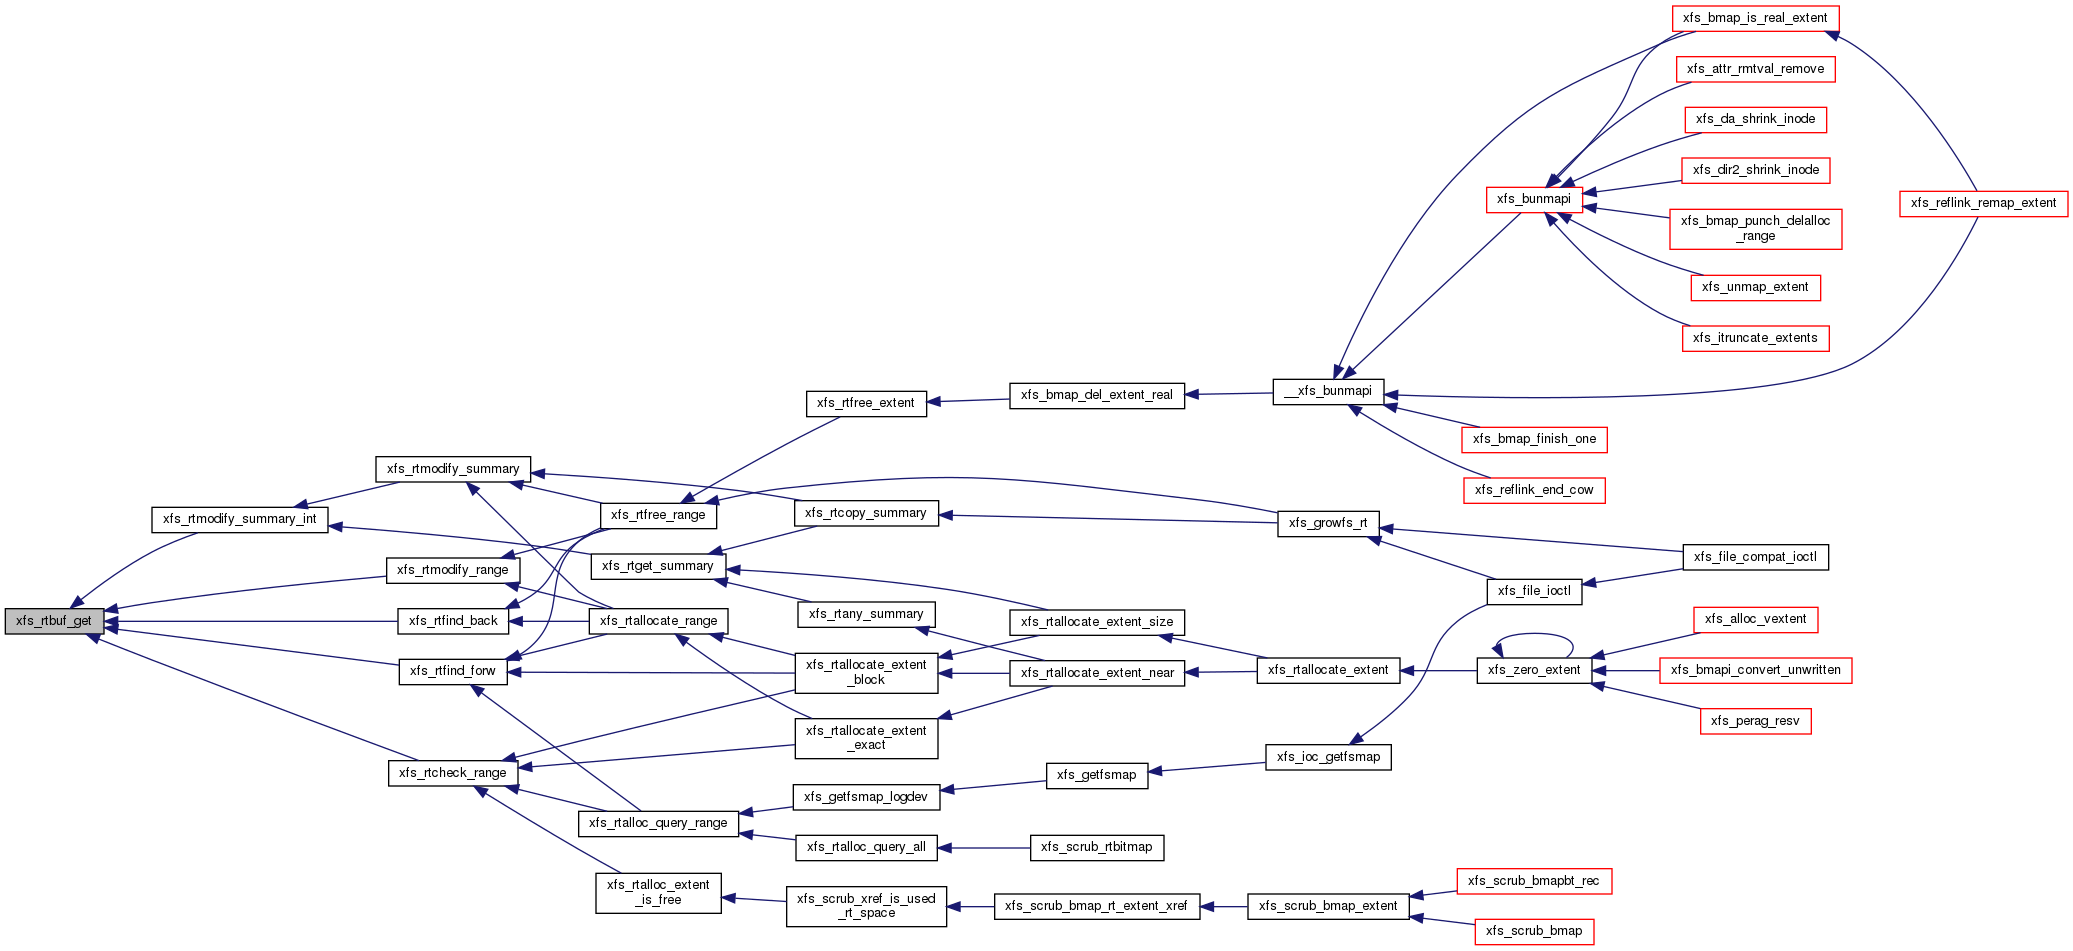 xfs_bmap_is_real_extent
xfs_attr_rmtval_remove
xfs_da_shrink_inode
xfs_dir2_shrink_inode
xfs_bunmapi
xfs_reflink_remap_extent
xfs_bmap_punch_delalloc
_range
xfs_unmap_extent
xfs_itruncate_extents
xfs_rtfree_extent
xfs_bmap_del_extent_real
__xfs_bunmapi
xfs_bmap_finish_one
xfs_reflink_end_cow
xfs_rtmodify_summary
xfs_rtmodify_summary_int
xfs_rtfree_range
xfs_rtcopy_summary
xfs_growfs_rt
xfs_file_compat_ioctl
xfs_rtmodify_range
xfs_rtget_summary
xfs_file_ioctl
xfs_rtbuf_get
xfs_rtfind_back
xfs_rtallocate_range
xfs_rtany_summary
xfs_rtallocate_extent_size
xfs_alloc_vextent
xfs_rtfind_forw
xfs_rtallocate_extent
_block
xfs_rtallocate_extent_near
xfs_rtallocate_extent
xfs_zero_extent
xfs_bmapi_convert_unwritten
xfs_perag_resv
xfs_rtallocate_extent
_exact
xfs_rtcheck_range
xfs_ioc_getfsmap
xfs_getfsmap
xfs_getfsmap_logdev
xfs_rtalloc_query_range
xfs_rtalloc_query_all
xfs_scrub_rtbitmap
xfs_rtalloc_extent
_is_free
xfs_scrub_xref_is_used
_rt_space
xfs_scrub_bmap_rt_extent_xref
xfs_scrub_bmap_extent
xfs_scrub_bmapbt_rec
xfs_scrub_bmap